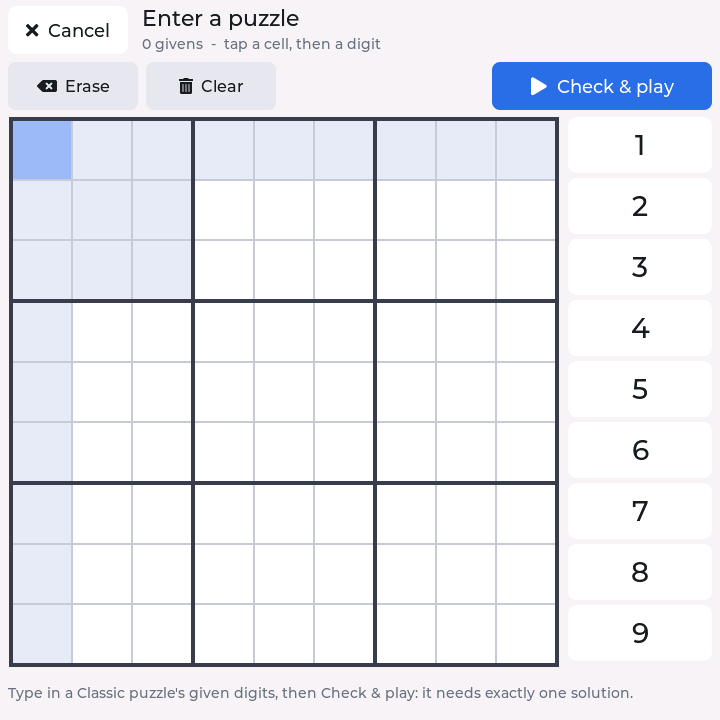 Cancel
Enter a puzzle
0 givens - tap a cell, then a digit
Erase
Clear
Check & play
1
2
3
4
5
6
7
8
9
Type in a Classic puzzle's given digits, then Check & play: it needs exactly one solution.